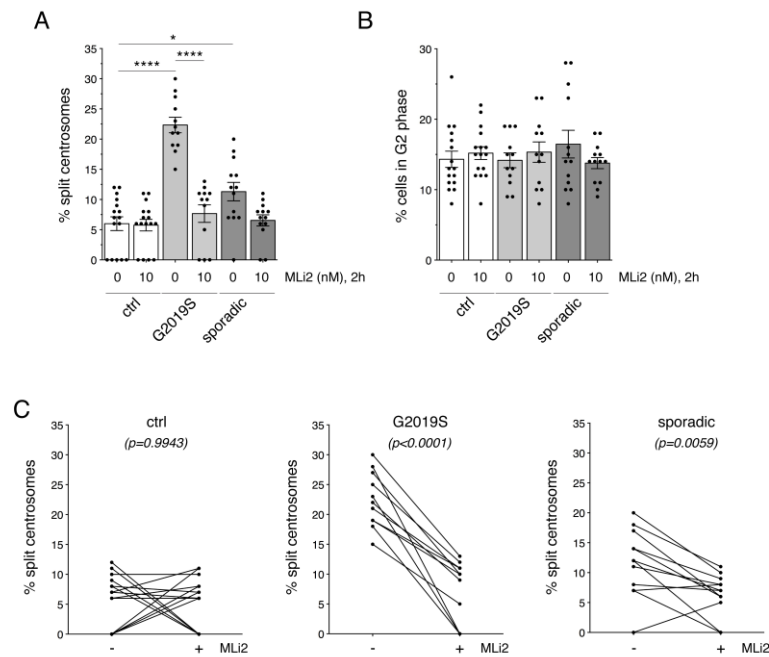 A
B
*
****
****
% split centrosomes
35
30
25
20
15
10
5
0
0 10 0 10 0 10 MLi2 (nM), 2h
ctrl
G2019S
sporadic
% cells in G2 phase
30
20
10
0
0 10 0 10 0 10 MLi2 (nM), 2h
ctrl
G2019S
sporadic
C
ctrl
(p=0.9943)
% split centrosomes
35
30
25
20
15
10
5
0
- + MLi2
G2019S
(p<0.0001)
% split centrosomes
35
30
25
20
15
10
5
0
- + MLi2
sporadic
(p=0.0059)
% split centrosomes
35
30
25
20
15
10
5
0
- + MLi2